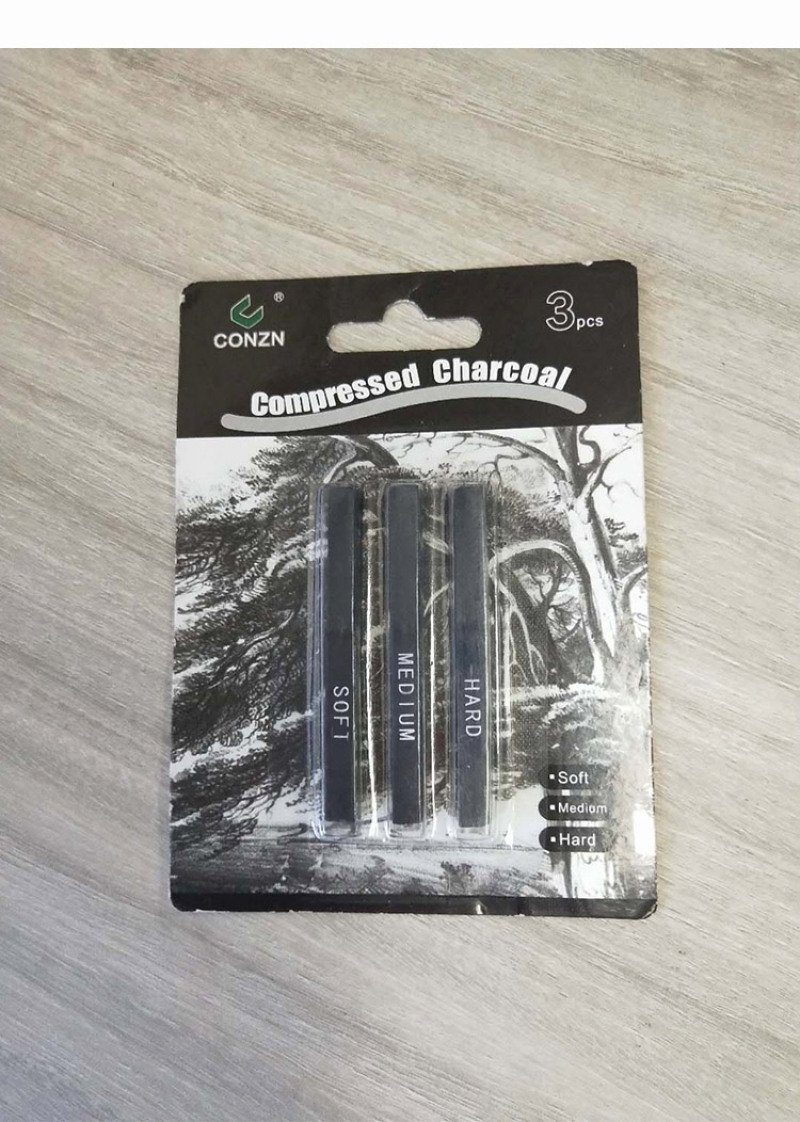 ®
CONZN
3pcs
Compressed Charcoal
SOFT
MEDIUM
HARD
▪Soft
▪Medium
▪Hard